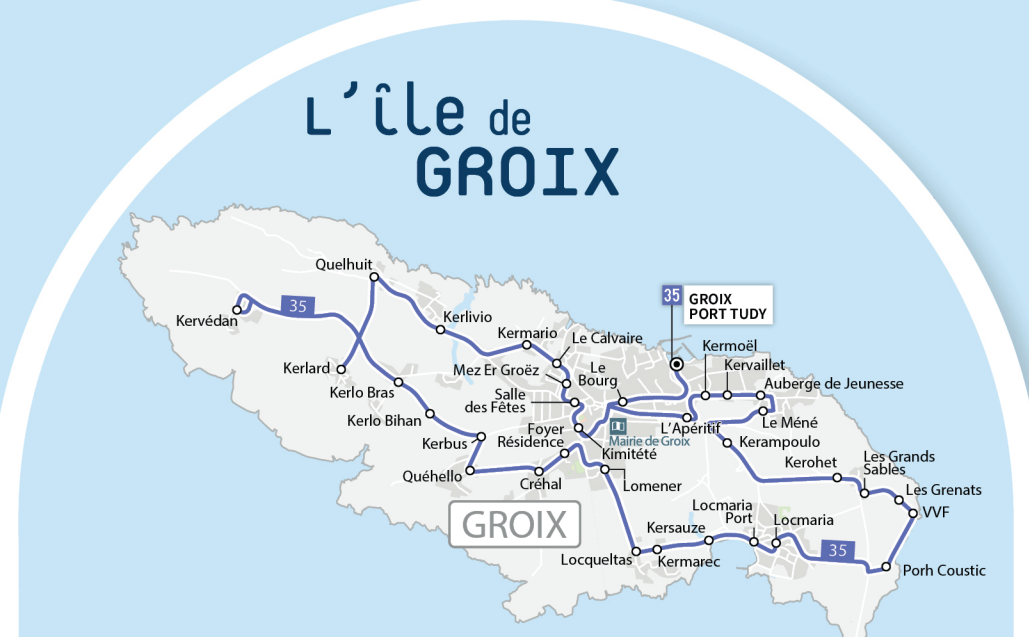 L'île de
GROIX
Quelhuit
35
GROIX
PORT TUDY
35
Kervédan
Kerlivio
Kermario
Le Calvaire
Kermoël
Kerlard
Mez Er Groëz
Le
Bourg
Kervaillet
Auberge de Jeunesse
Kerlo Bras
Salle
des Fêtes
Kerlo Bihan
Foyer
Résidence
L'Apéritif
Le Méné
Mairie de Groix
Kerbus
Kimitété
Kerampoulo
Quéhello
Créhal
Lomener
Kerohet
Les Grands
Sables
Les Grenats
VVF
GROIX
Locmaria
Port
Locmaria
Kersauze
35
Locqueltas
Kermarec
Porh Coustic